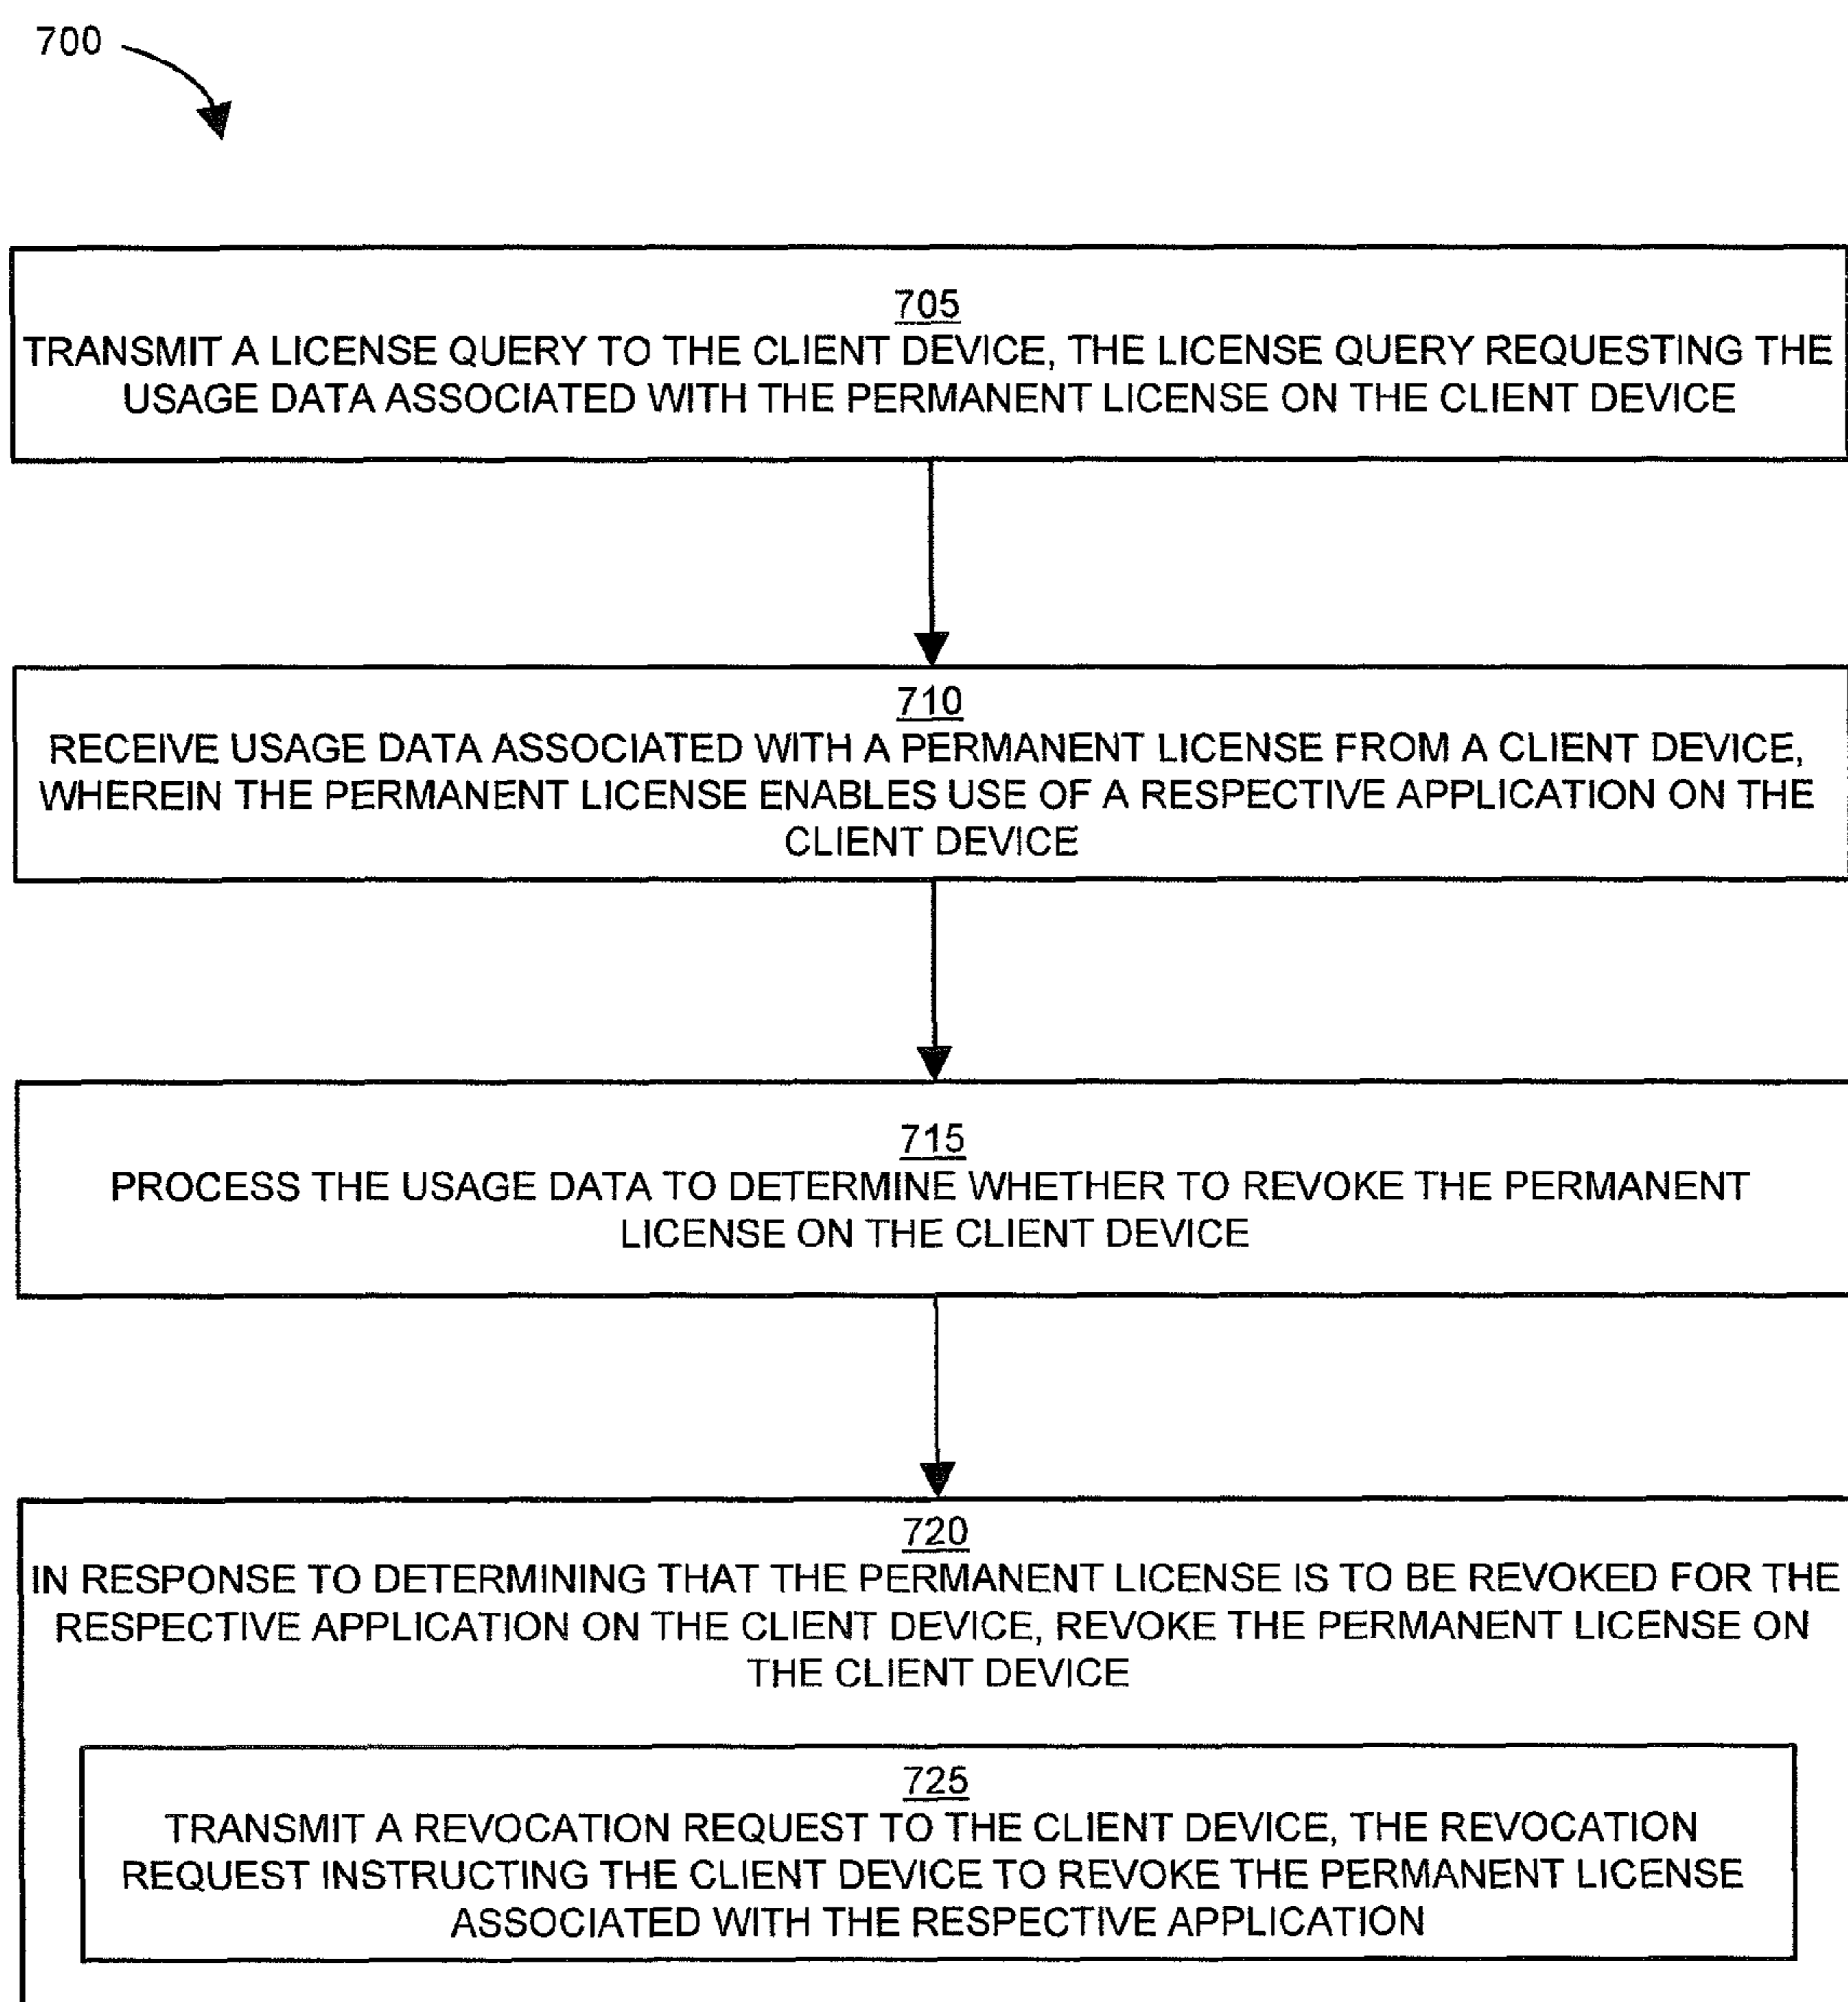 700
705
TRANSMIT A LICENSE QUERY TO THE CLIENT DEVICE, THE LICENSE QUERY REQUESTING THE
USAGE DATA ASSOCIATED WITH THE PERMANENT LICENSE ON THE CLIENT DEVICE
710
RECEIVE USAGE DATA ASSOCIATED WITH A PERMANENT LICENSE FROM A CLIENT DEVICE,
WHEREIN THE PERMANENT LICENSE ENABLES USE OF A RESPECTIVE APPLICATION ON THE
CLIENT DEVICE
715
PROCESS THE USAGE DATA TO DETERMINE WHETHER TO REVOKE THE PERMANENT
LICENSE ON THE CLIENT DEVICE
720
IN RESPONSE TO DETERMINING THAT THE PERMANENT LICENSE IS TO BE REVOKED FOR THE
RESPECTIVE APPLICATION ON THE CLIENT DEVICE, REVOKE THE PERMANENT LICENSE ON
THE CLIENT DEVICE
725
TRANSMIT A REVOCATION REQUEST TO THE CLIENT DEVICE, THE REVOCATION
REQUEST INSTRUCTING THE CLIENT DEVICE TO REVOKE THE PERMANENT LICENSE
ASSOCIATED WITH THE RESPECTIVE APPLICATION